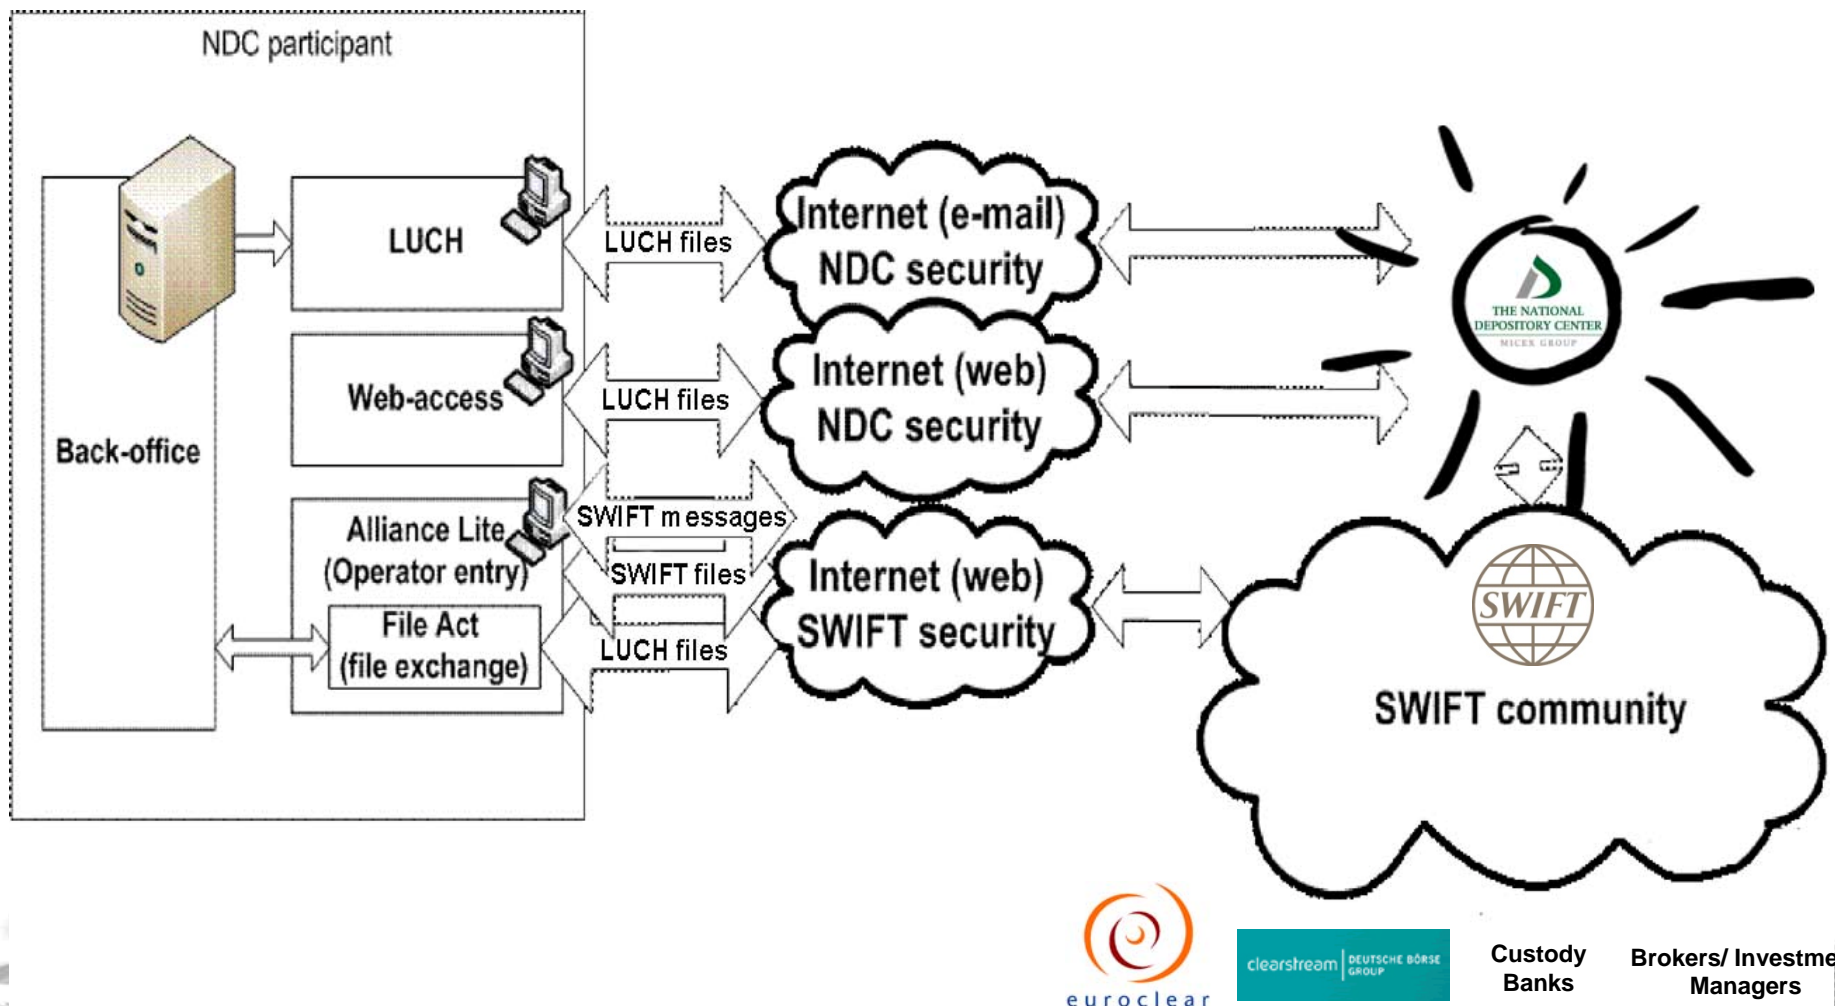 NDC participant
LUCH
LUCH files
Internet (e-mail)
NDC security
THE NATIONAL
DEPOSITORY CENTER
MICEX GROUP
Web-access
LUCH files
Internet (web)
NDC security
Back-office
Alliance Lite
(Operator entry)
SWIFT messages
SWIFT files
Internet (web)
SWIFT security
File Act
(file exchange)
LUCH files
SWIFT
SWIFT community
euroclear
clearstream
DEUTSCHE BÖRSE
GROUP
Custody
Banks
Brokers/ Investme
Managers